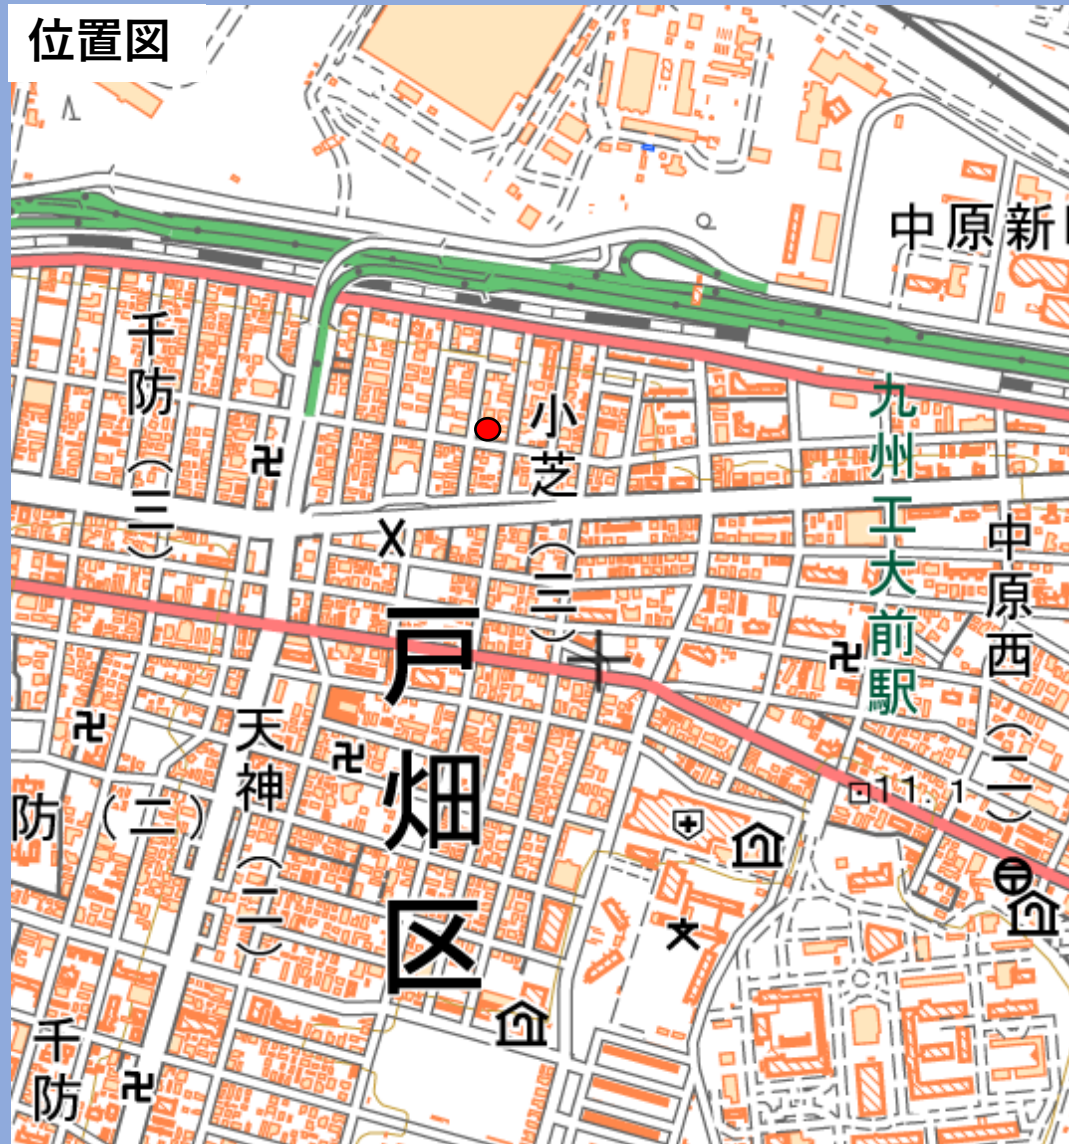 位置図
中原新
千防（三）
小芝（三）
九州工大前駅
中原西（二）
戸畑区
天神（二）
防（二）
11.1
千防